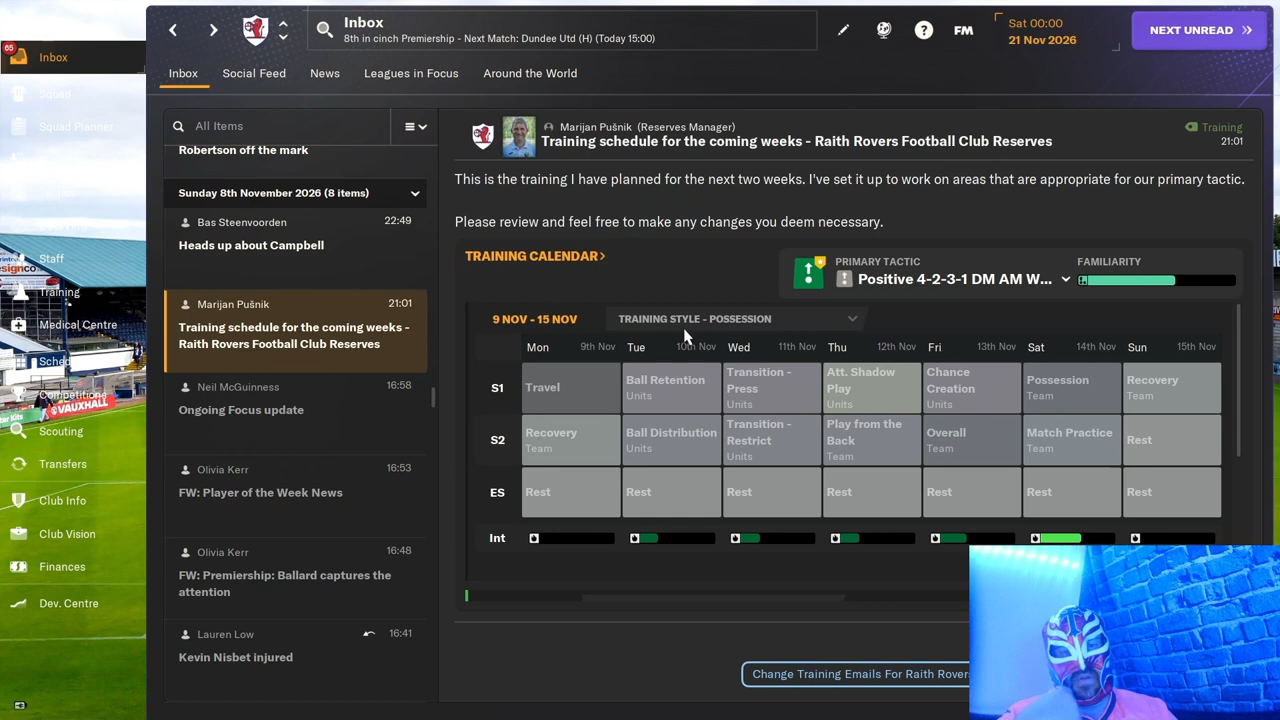 Inbox
8th in cinch Premiership - Next Match: Dundee Utd (H) (Today 15:00)
FM
Sat 00:00
21 Nov 2026
NEXT UNREAD
65
Inbox
Squad
Squad Planner
Staff
Training
Medical Centre
Sched
Competitions
VAUXHALL
Scouting
Transfers
Club Info
Club Vision
Finances
Dev. Centre
Inbox
Social Feed
News
Leagues in Focus
Around the World
All Items
Robertson off the mark
Sunday 8th November 2026 (8 items)
Bas Steenvoorden 22:49
Heads up about Campbell
Marijan Pušnik 21:01
Training schedule for the coming weeks -
Raith Rovers Football Club Reserves
Neil McGuinness 16:58
Ongoing Focus update
Olivia Kerr 16:53
FW: Player of the Week News
Olivia Kerr 16:48
FW: Premiership: Ballard captures the
attention
Lauren Low 16:41
Kevin Nisbet injured
Marijan Pušnik (Reserves Manager)
Training schedule for the coming weeks - Raith Rovers Football Club Reserves
Training
21:01
This is the training I have planned for the next two weeks. I've set it up to work on areas that are appropriate for our primary tactic.
Please review and feel free to make any changes you deem necessary.
TRAINING CALENDAR
PRIMARY TACTIC
Positive 4-2-3-1 DM AM W...
FAMILIARITY
9 NOV - 15 NOV
TRAINING STYLE - POSSESSION
Mon 9th Nov Tue 10th Nov Wed 11th Nov Thu 12th Nov Fri 13th Nov Sat 14th Nov Sun 15th Nov
S1
Travel
Ball Retention
Units
Transition -
Press
Units
Att. Shadow
Play
Units
Chance
Creation
Units
Possession
Team
Recovery
Team
S2
Recovery
Team
Ball Distribution
Units
Transition -
Restrict
Units
Play from the
Back
Team
Overall
Team
Match Practice
Team
Rest
ES
Rest
Rest
Rest
Rest
Rest
Rest
Rest
Int
Change Training Emails For Raith Rovers